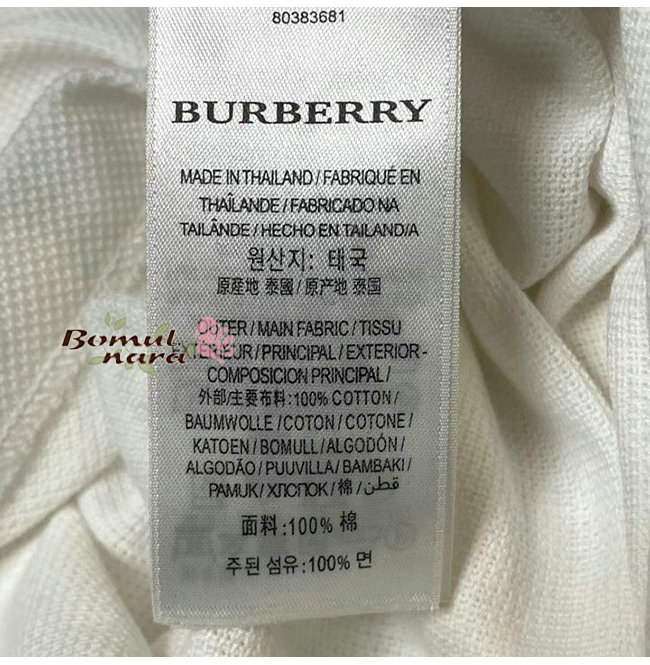 80383681
BURBERRY
MADE IN THAILAND / FABRIQUÉ EN
THAÏLANDE / FABRICADO NA
TAILÂNDE / HECHO EN TAILAND/A
원산지: 태국
原産地 泰國 / 原产地 泰国
Bomul
nara
OUTER / MAIN FABRIC / TISSU
EXTERIEUR / PRINCIPAL / EXTERIOR-
COMPOSICION PRINCIPAL /
外部/主要布料:100% COTTON /
BAUMWOLLE / COTON / COTONE /
KATOEN / BOMULL / ALGODÓN /
ALGODÃO / PUUVILLA / BAMBAKI /
PAMUK / ХЛСПОК / 棉 / قطن
面料:100% 棉
주된 섬유:100% 면